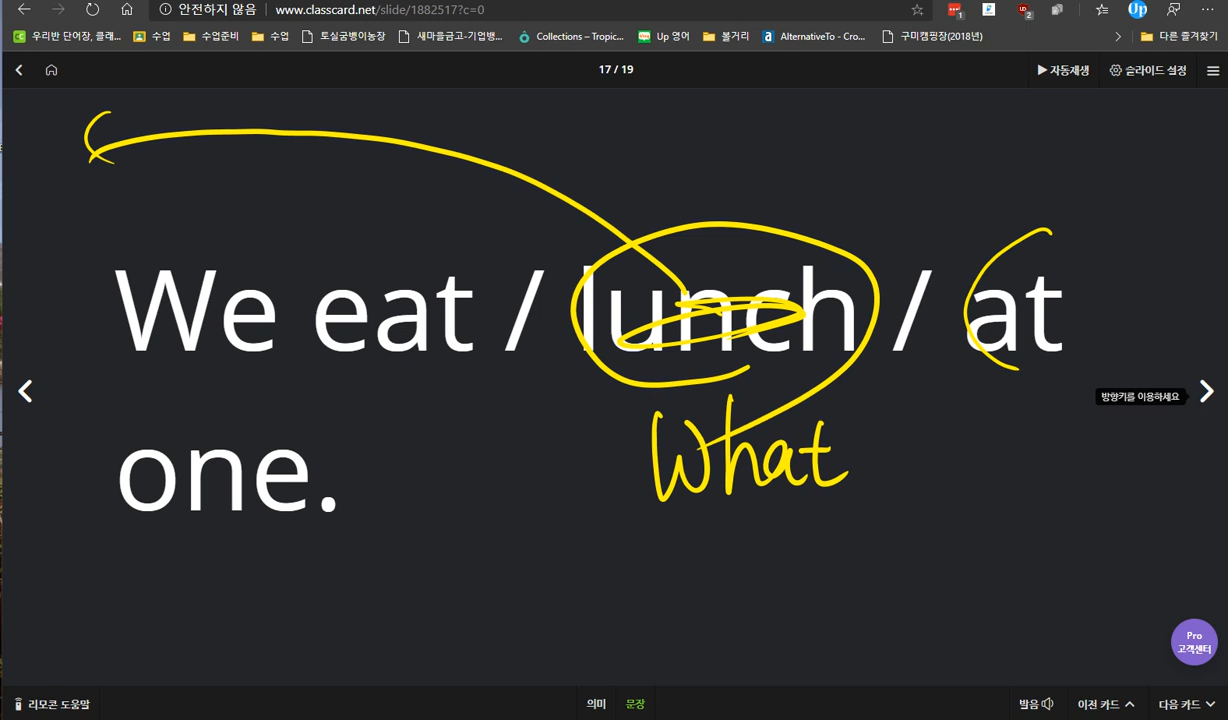 안전하지 않음 www.classcard.net/slide/1882517?c=0
우리반 단어장, 클래... 수업 수업준비 수업 토실궁뱅이농장 새마을금고-기업뱅... Collections – Tropic... Up 영어 볼거리 AlternativeTo - Cro... 구미캠핑장(2018년) 다른 즐겨찾기
17 / 19 자동재생 슬라이드 설정
We eat / lunch / at
방향키를 이용하세요
one.
What
Pro
고객센터
리모콘 도움말 의미 문장 발음 이전 카드 다음 카드